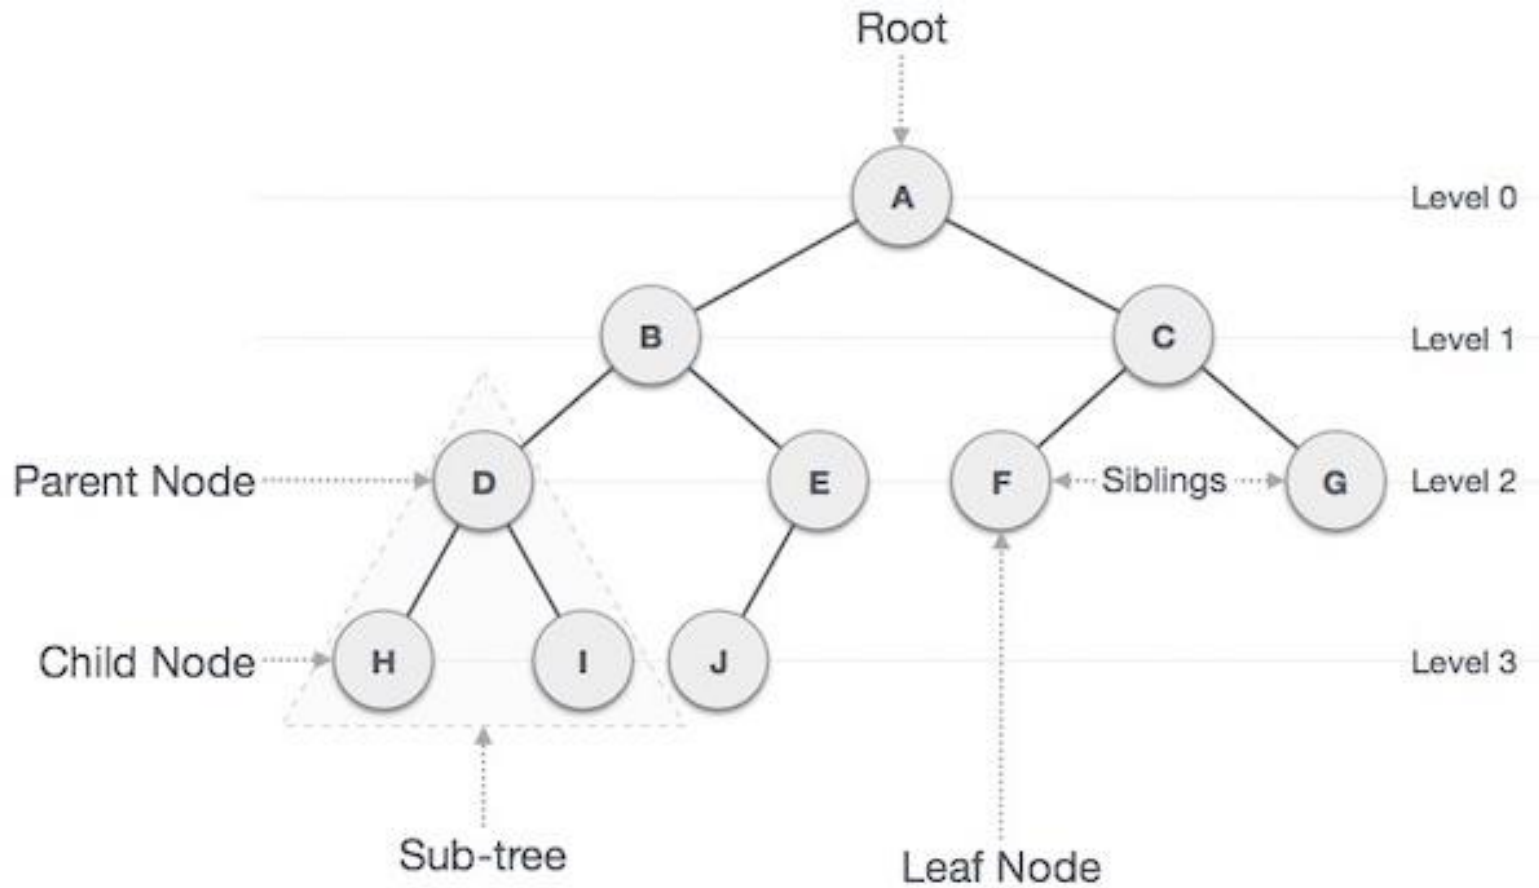 Root
A
Level 0
B
C
Level 1
Parent Node
D
E
F
Siblings
G
Level 2
Child Node
H
I
J
Level 3
Sub-tree
Leaf Node